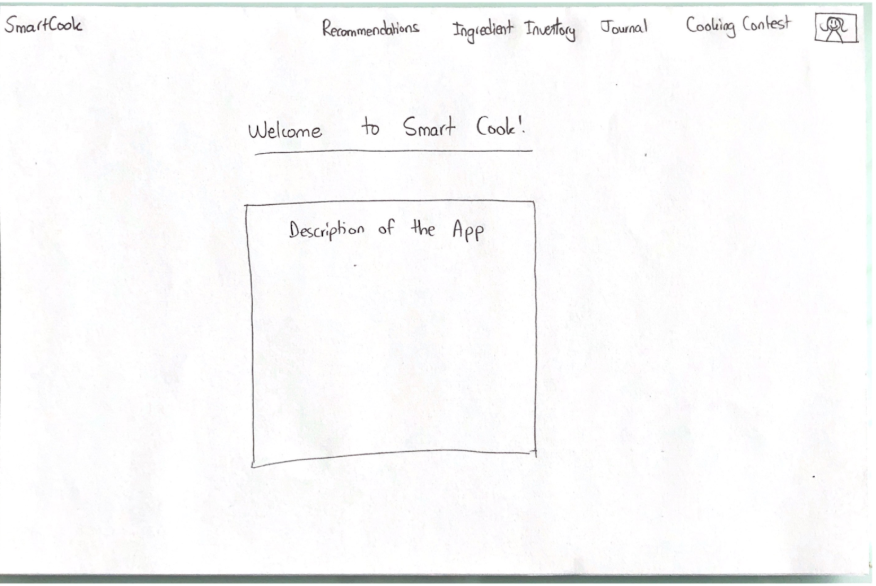 SmartCook Recommendations Ingredient Inventory Journal Cooking Contest
Welcome to Smart Cook!
Description of the App